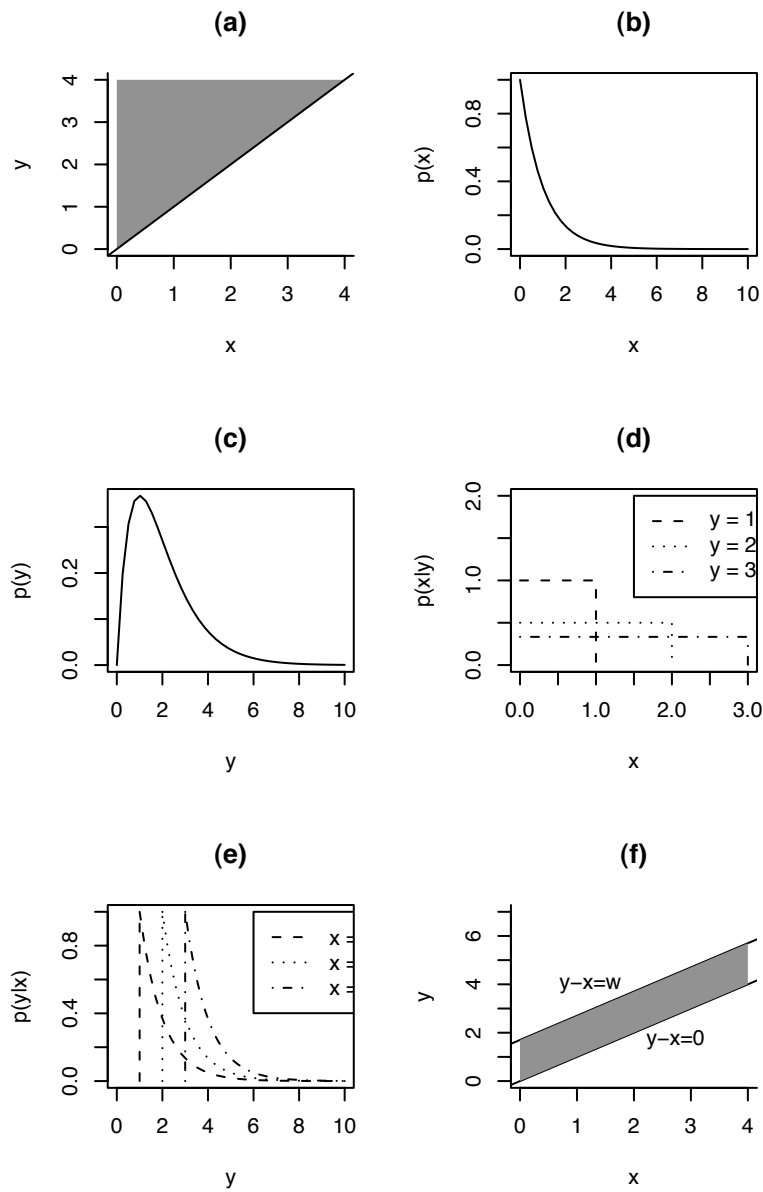 (a)
y
4
3
2
1
0
0 1 2 3 4
x
(b)
p(x)
0.8
0.4
0.0
0 2 4 6 8 10
x
(c)
p(y)
0.2
0.0
0 2 4 6 8 10
y
(d)
p(x|y)
2.0
1.0
0.0
y = 1
y = 2
y = 3
0.0 1.0 2.0 3.0
x
(e)
p(y|x)
0.8
0.4
0.0
x =
x =
x =
0 2 4 6 8 10
y
(f)
y
6
4
2
0
y−x=w
y−x=0
0 1 2 3 4
x